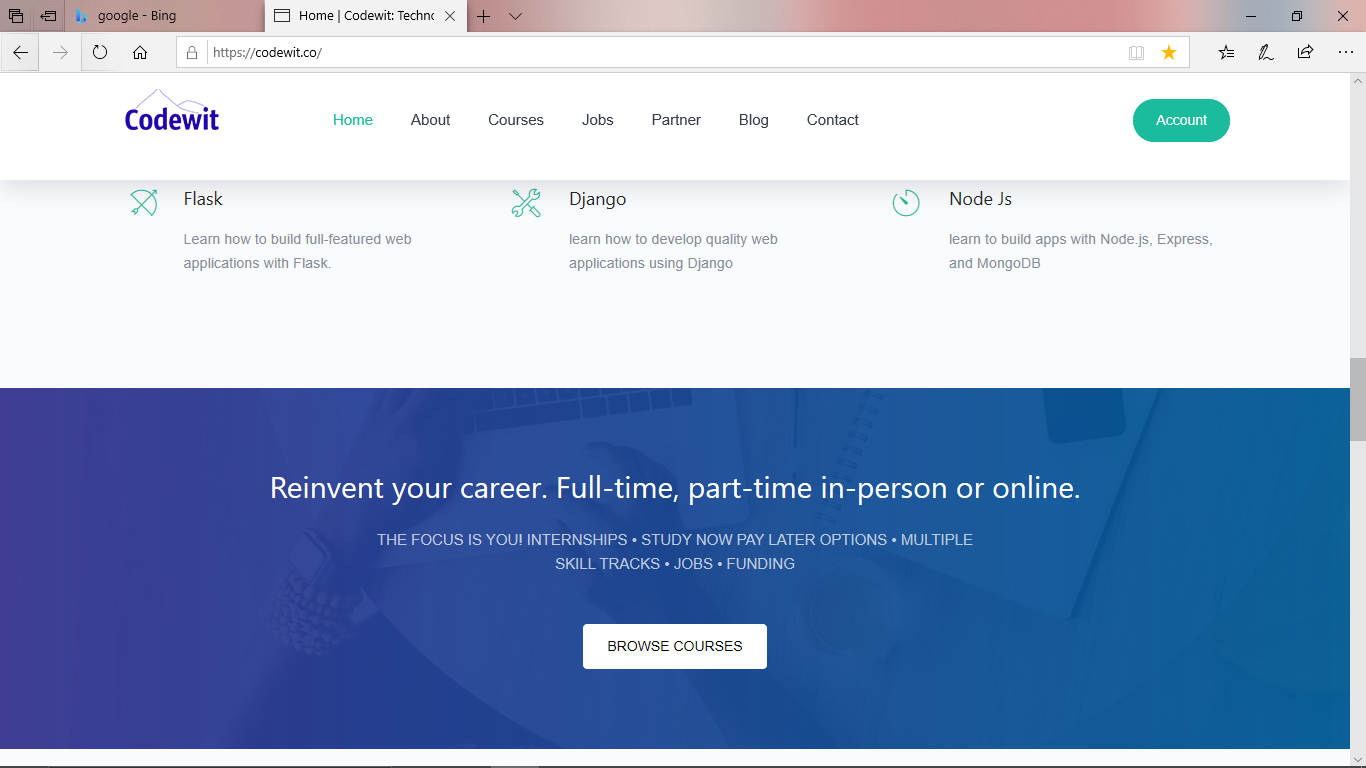 google - Bing
Home | Codewit: Techno
https://codewit.co/
Codewit
Home About Courses Jobs Partner Blog Contact Account
Flask
Learn how to build full-featured web
applications with Flask.
Django
learn how to develop quality web
applications using Django
Node Js
learn to build apps with Node.js, Express,
and MongoDB
Reinvent your career. Full-time, part-time in-person or online.
THE FOCUS IS YOU! INTERNSHIPS • STUDY NOW PAY LATER OPTIONS • MULTIPLE
SKILL TRACKS • JOBS • FUNDING
BROWSE COURSES